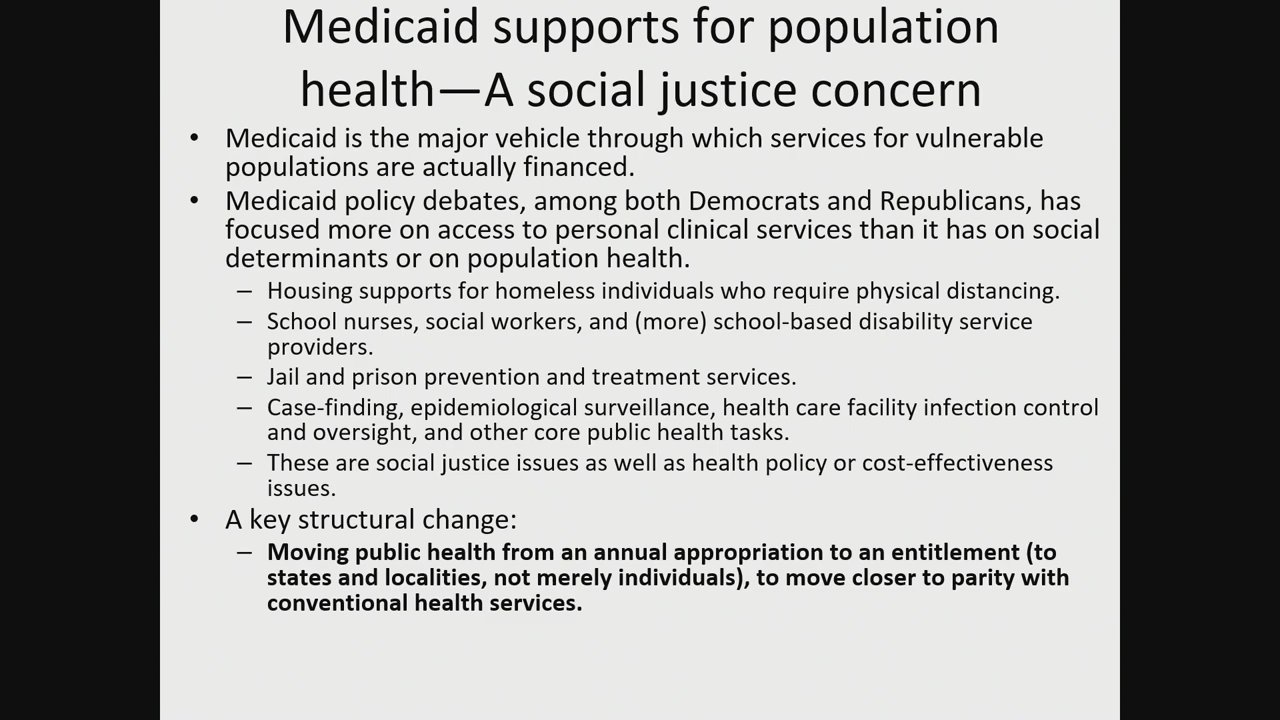 Medicaid supports for population
health—A social justice concern
• Medicaid is the major vehicle through which services for vulnerable
populations are actually financed.
• Medicaid policy debates, among both Democrats and Republicans, has
focused more on access to personal clinical services than it has on social
determinants or on population health.
– Housing supports for homeless individuals who require physical distancing.
– School nurses, social workers, and (more) school-based disability service
providers.
– Jail and prison prevention and treatment services.
– Case-finding, epidemiological surveillance, health care facility infection control
and oversight, and other core public health tasks.
– These are social justice issues as well as health policy or cost-effectiveness
issues.
• A key structural change:
– Moving public health from an annual appropriation to an entitlement (to
states and localities, not merely individuals), to move closer to parity with
conventional health services.